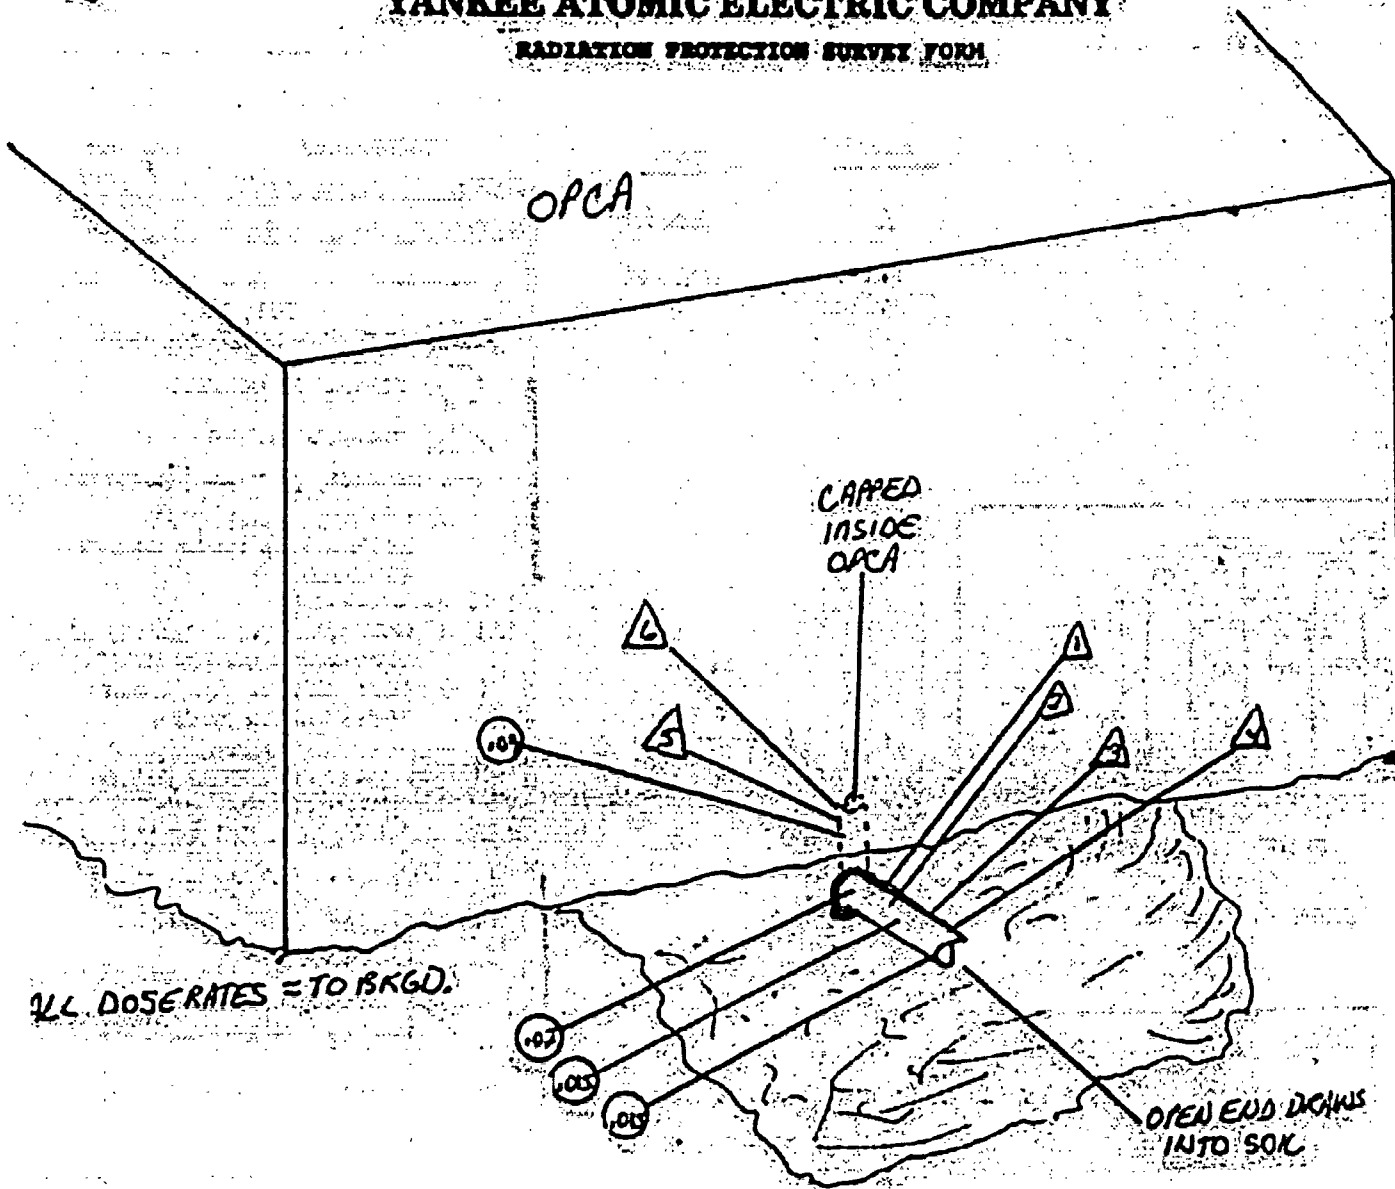 YANKEE ATOMIC ELECTRIC COMPANY
RADIATION PROTECTION SURVEY FORM
OPCA
CAPPED
INSIDE
OPCA
6
1
2
5
3
4
ALL DOSE RATES = TO BKGD.
.02
.015
.015
OPEN END DRAINS
INTO SOIL